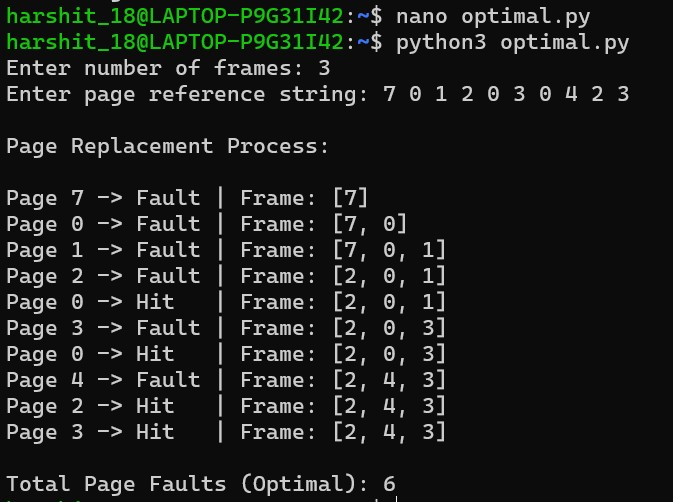 harshit_18@LAPTOP-P9G31I42:~$ nano optimal.py
harshit_18@LAPTOP-P9G31I42:~$ python3 optimal.py
Enter number of frames: 3
Enter page reference string: 7 0 1 2 0 3 0 4 2 3
Page Replacement Process:
Page 7 -> Fault | Frame: [7]
Page 0 -> Fault | Frame: [7, 0]
Page 1 -> Fault | Frame: [7, 0, 1]
Page 2 -> Fault | Frame: [2, 0, 1]
Page 0 -> Hit   | Frame: [2, 0, 1]
Page 3 -> Fault | Frame: [2, 0, 3]
Page 0 -> Hit   | Frame: [2, 0, 3]
Page 4 -> Fault | Frame: [2, 4, 3]
Page 2 -> Hit   | Frame: [2, 4, 3]
Page 3 -> Hit   | Frame: [2, 4, 3]
Total Page Faults (Optimal): 6